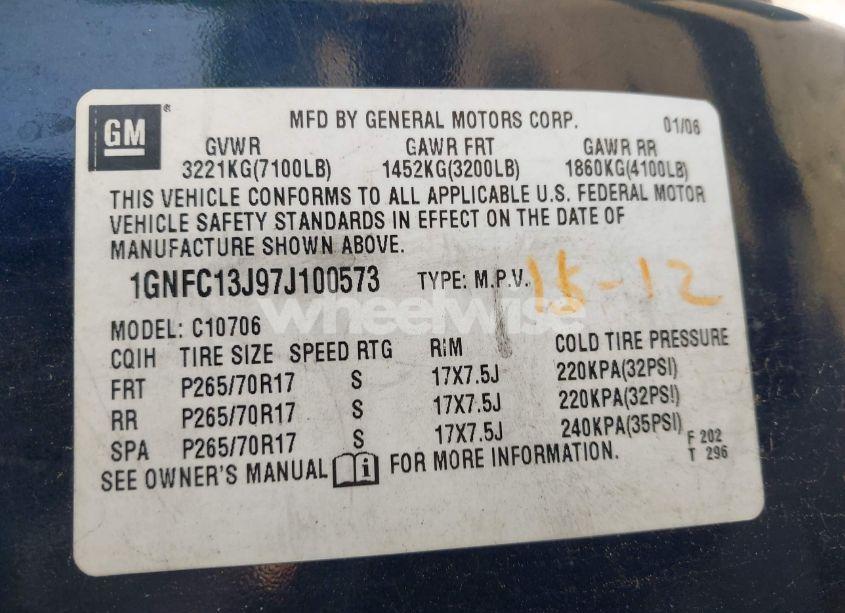 GM ®
MFD BY GENERAL MOTORS CORP. 01/06
GVWR GAWR FRT GAWR RR
3221KG(7100LB) 1452KG(3200LB) 1860KG(4100LB)
THIS VEHICLE CONFORMS TO ALL APPLICABLE U.S. FEDERAL MOTOR
VEHICLE SAFETY STANDARDS IN EFFECT ON THE DATE OF
MANUFACTURE SHOWN ABOVE.
1GNFC13J97J100573 TYPE: M.P.V. 15-12
wheelwise
MODEL: C10706
CQIH TIRE SIZE SPEED RTG RIM COLD TIRE PRESSURE
FRT P265/70R17 S 17X7.5J 220KPA(32PSI)
RR P265/70R17 S 17X7.5J 220KPA(32PSI)
SPA P265/70R17 S 17X7.5J 240KPA(35PSI) F 202
SEE OWNER'S MANUAL FOR MORE INFORMATION. T 296